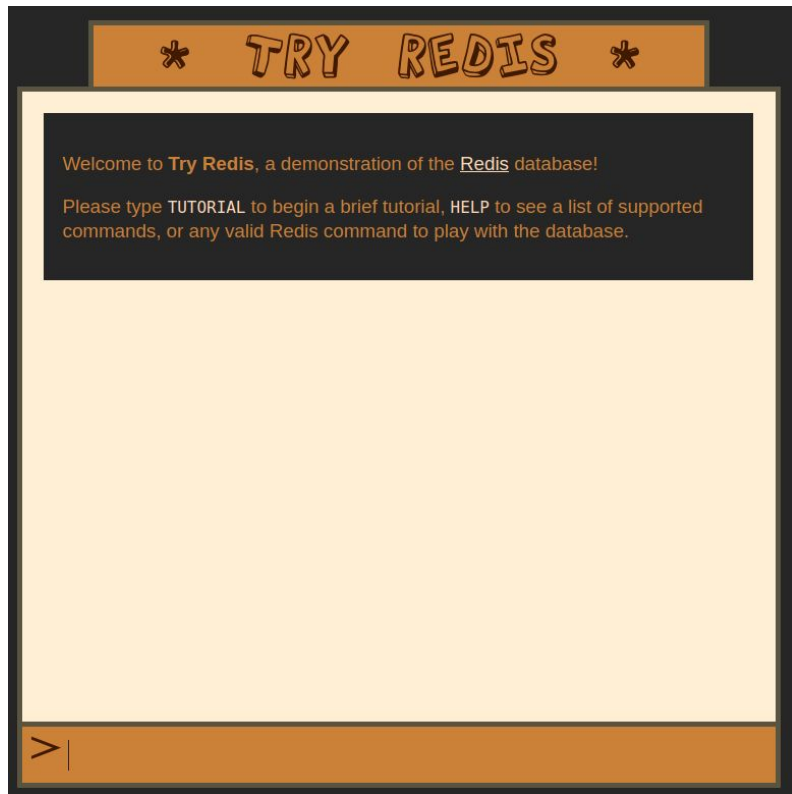 * TRY REDIS *
Welcome to Try Redis, a demonstration of the Redis database!
Please type TUTORIAL to begin a brief tutorial, HELP to see a list of supported
commands, or any valid Redis command to play with the database.
>